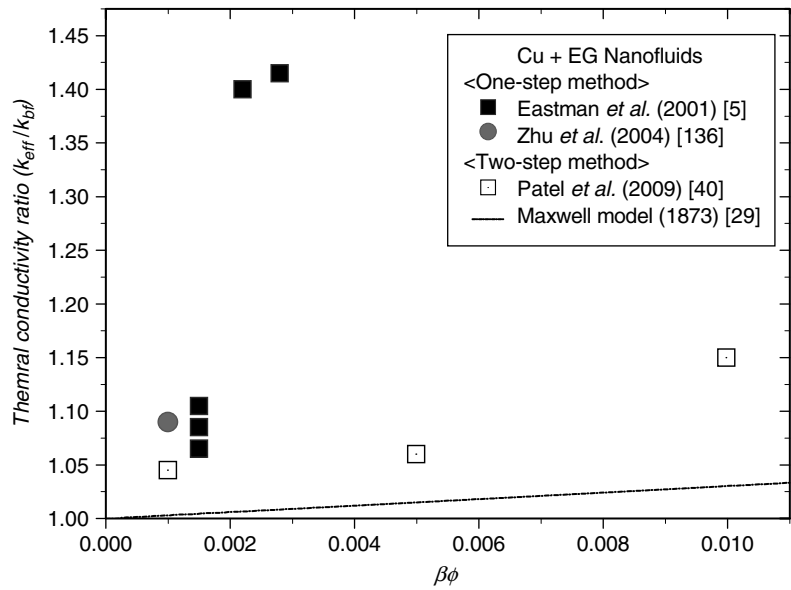 1.45
1.40
1.35
1.30
1.25
1.20
1.15
1.10
1.05
1.00
Themral conductivity ratio (k_eff /k_bf)
Cu + EG Nanofluids
<One-step method>
Eastman et al. (2001) [5]
Zhu et al. (2004) [136]
<Two-step method>
Patel et al. (2009) [40]
Maxwell model (1873) [29]
0.000 0.002 0.004 0.006 0.008 0.010
βϕ